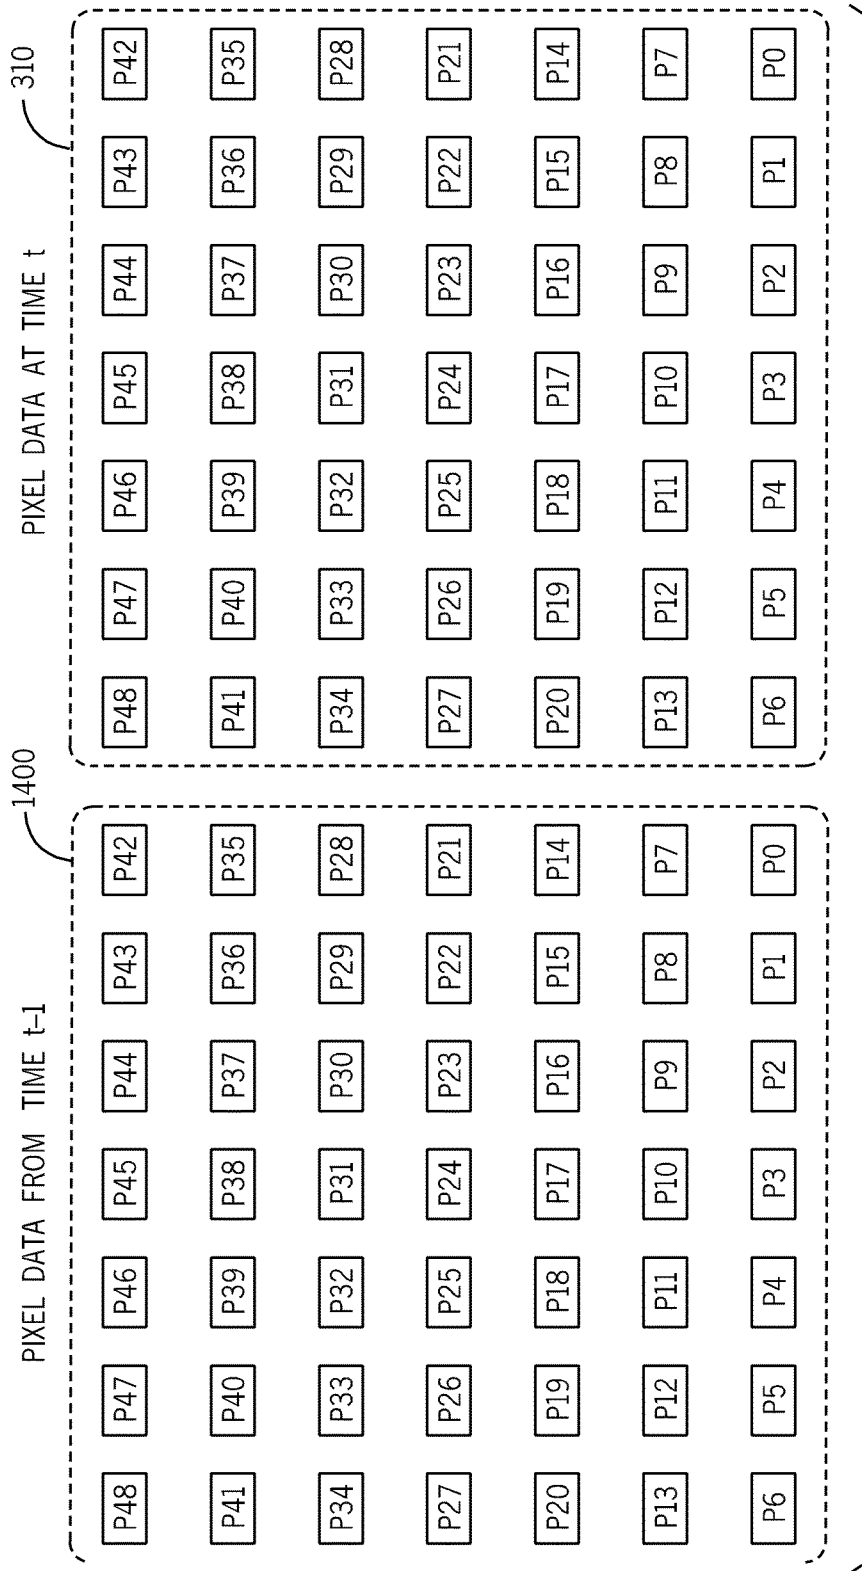 PIXEL DATA FROM TIME t-1
1400
P48 P47 P46 P45 P44 P43 P42
P41 P40 P39 P38 P37 P36 P35
P34 P33 P32 P31 P30 P29 P28
P27 P26 P25 P24 P23 P22 P21
P20 P19 P18 P17 P16 P15 P14
P13 P12 P11 P10 P9 P8 P7
P6 P5 P4 P3 P2 P1 P0
PIXEL DATA AT TIME t
310
P48 P47 P46 P45 P44 P43 P42
P41 P40 P39 P38 P37 P36 P35
P34 P33 P32 P31 P30 P29 P28
P27 P26 P25 P24 P23 P22 P21
P20 P19 P18 P17 P16 P15 P14
P13 P12 P11 P10 P9 P8 P7
P6 P5 P4 P3 P2 P1 P0